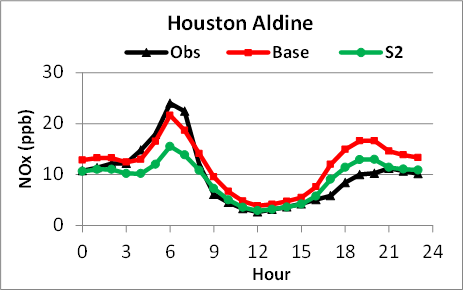 Houston Aldine
Obs Base S2
NOx (ppb)
30
20
10
0
0 3 6 9 12 15 18 21 24
Hour